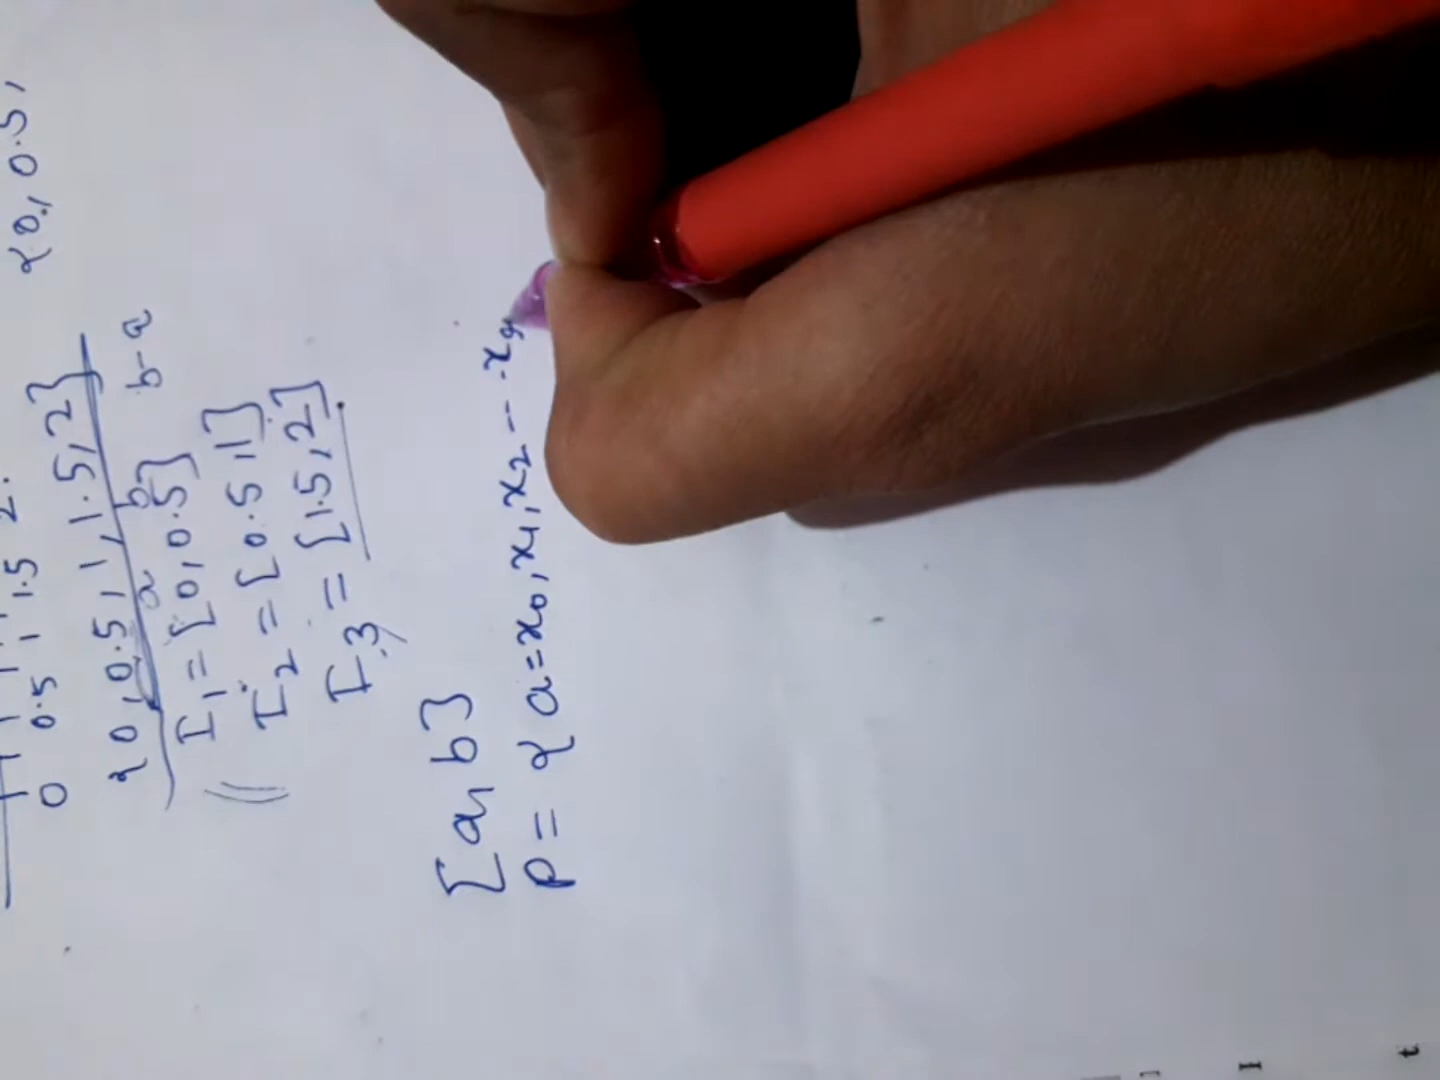 {0, 0.5,
0 0.5 1 1.5 2.
{0, 0.5, 1, 1.5, 2}
a b b-a
I1 = [0, 0.5]
I2 = [0.5, 1]
I3 = [1.5, 2]
[a, b]
P = {a = x0, x1, x2 -- . x